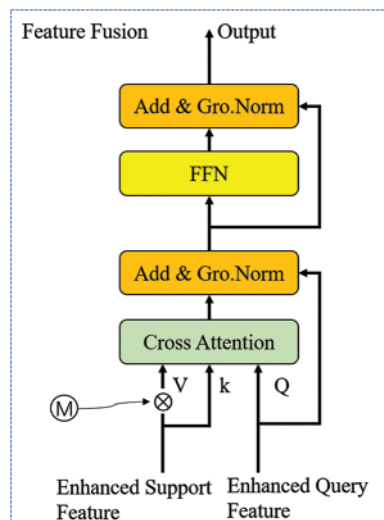 Feature Fusion
Output
Add & Gro.Norm
FFN
Add & Gro.Norm
Cross Attention
V
k
Q
M
Enhanced Support
Feature
Enhanced Query
Feature